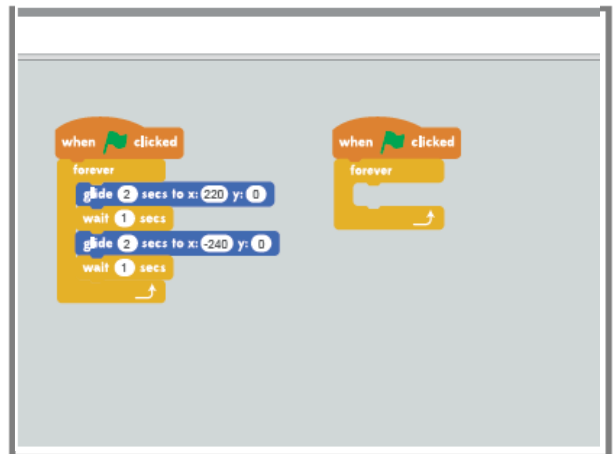 when clicked
forever
glide 2 secs to x: 220 y: 0
wait 1 secs
glide 2 secs to x: -240 y: 0
wait 1 secs
when clicked
forever